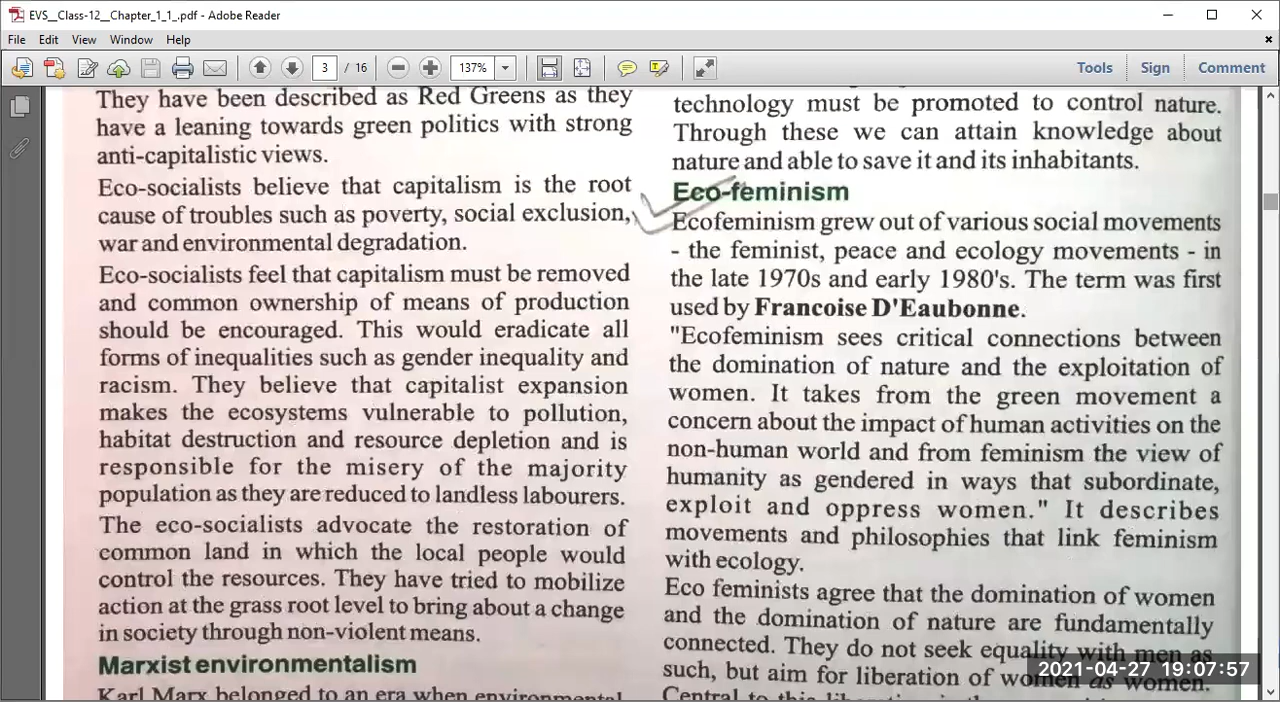 EVS__Class-12__Chapter_1_1_.pdf - Adobe Reader
File Edit View Window Help
3 / 16 137% Tools Sign Comment
They have been described as Red Greens as they
have a leaning towards green politics with strong
anti-capitalistic views.
Eco-socialists believe that capitalism is the root
cause of troubles such as poverty, social exclusion,
war and environmental degradation.
Eco-socialists feel that capitalism must be removed
and common ownership of means of production
should be encouraged. This would eradicate all
forms of inequalities such as gender inequality and
racism. They believe that capitalist expansion
makes the ecosystems vulnerable to pollution,
habitat destruction and resource depletion and is
responsible for the misery of the majority
population as they are reduced to landless labourers.
The eco-socialists advocate the restoration of
common land in which the local people would
control the resources. They have tried to mobilize
action at the grass root level to bring about a change
in society through non-violent means.
Marxist environmentalism
Karl Marx belonged to an era when environmental
technology must be promoted to control nature.
Through these we can attain knowledge about
nature and able to save it and its inhabitants.
Eco-feminism
Ecofeminism grew out of various social movements
- the feminist, peace and ecology movements - in
the late 1970s and early 1980's. The term was first
used by Francoise D'Eaubonne.
"Ecofeminism sees critical connections between
the domination of nature and the exploitation of
women. It takes from the green movement a
concern about the impact of human activities on the
non-human world and from feminism the view of
humanity as gendered in ways that subordinate,
exploit and oppress women." It describes
movements and philosophies that link feminism
with ecology.
Eco feminists agree that the domination of women
and the domination of nature are fundamentally
connected. They do not seek equality with men as
such, but aim for liberation of women as women.
Central to this liberation
2021-04-27 19:07:57